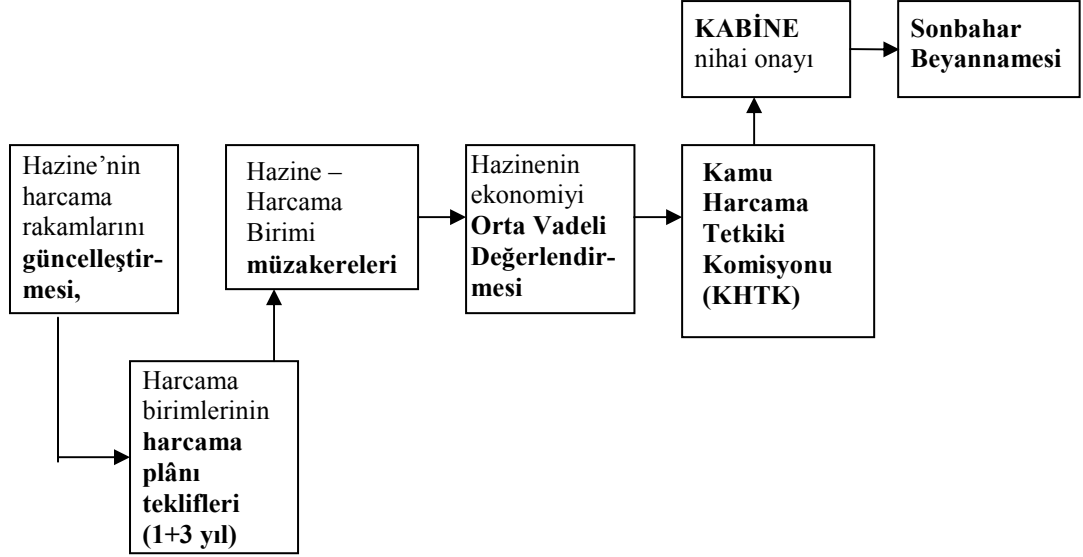 Hazine’nin
harcama
rakamlarını
güncelleştir-
mesi,
Harcama
birimlerinin
harcama
plânı
teklifleri
(1+3 yıl)
Hazine –
Harcama
Birimi
müzakereleri
Hazinenin
ekonomiyi
Orta Vadeli
Değerlendir-
mesi
Kamu
Harcama
Tetkiki
Komisyonu
(KHTK)
KABİNE
nihai onayı
Sonbahar
Beyannamesi